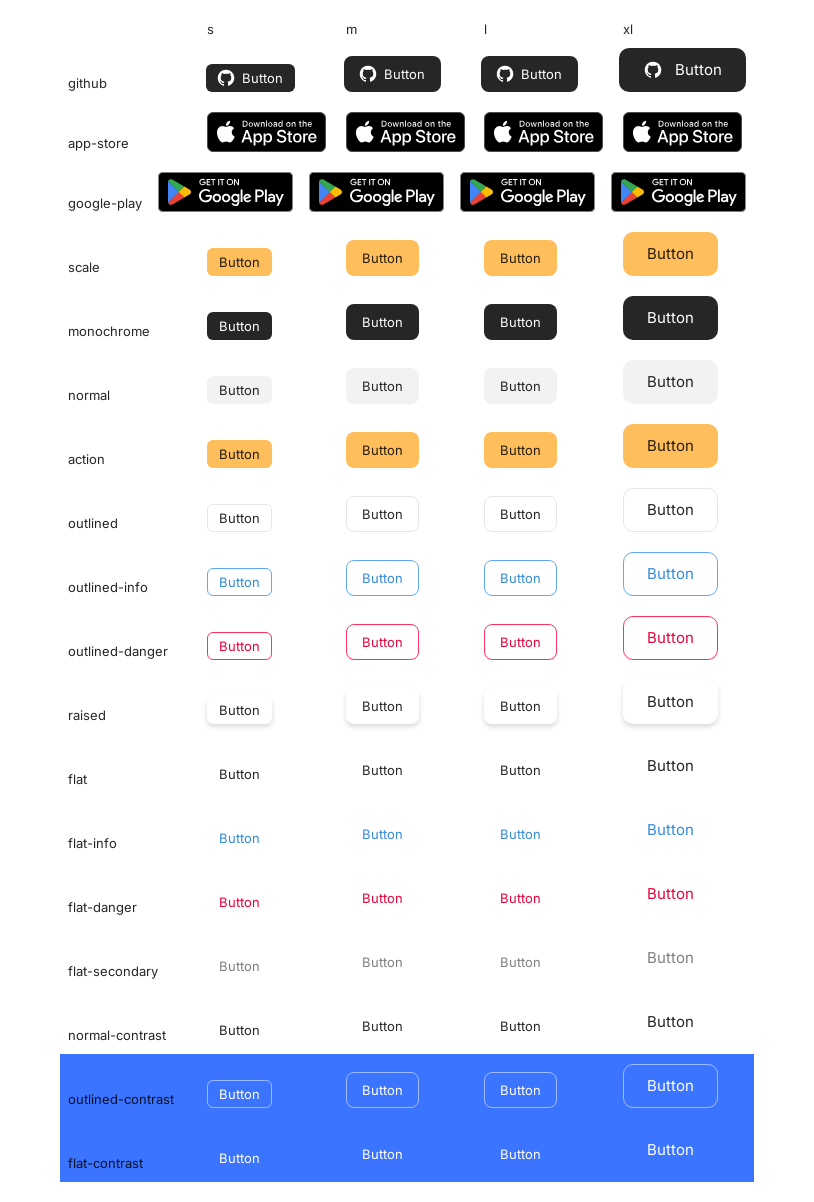 s m l xl
github Button Button Button Button
Download on the Download on the Download on the Download on the
app-store App Store App Store App Store App Store
GET IT ON GET IT ON GET IT ON GET IT ON
google-play Google Play Google Play Google Play Google Play
scale Button Button Button Button
monochrome Button Button Button Button
normal Button Button Button Button
action Button Button Button Button
outlined Button Button Button Button
outlined-info Button Button Button Button
outlined-danger Button Button Button Button
raised Button Button Button Button
flat Button Button Button Button
flat-info Button Button Button Button
flat-danger Button Button Button Button
flat-secondary Button Button Button Button
normal-contrast Button Button Button Button
outlined-contrast Button Button Button Button
flat-contrast Button Button Button Button